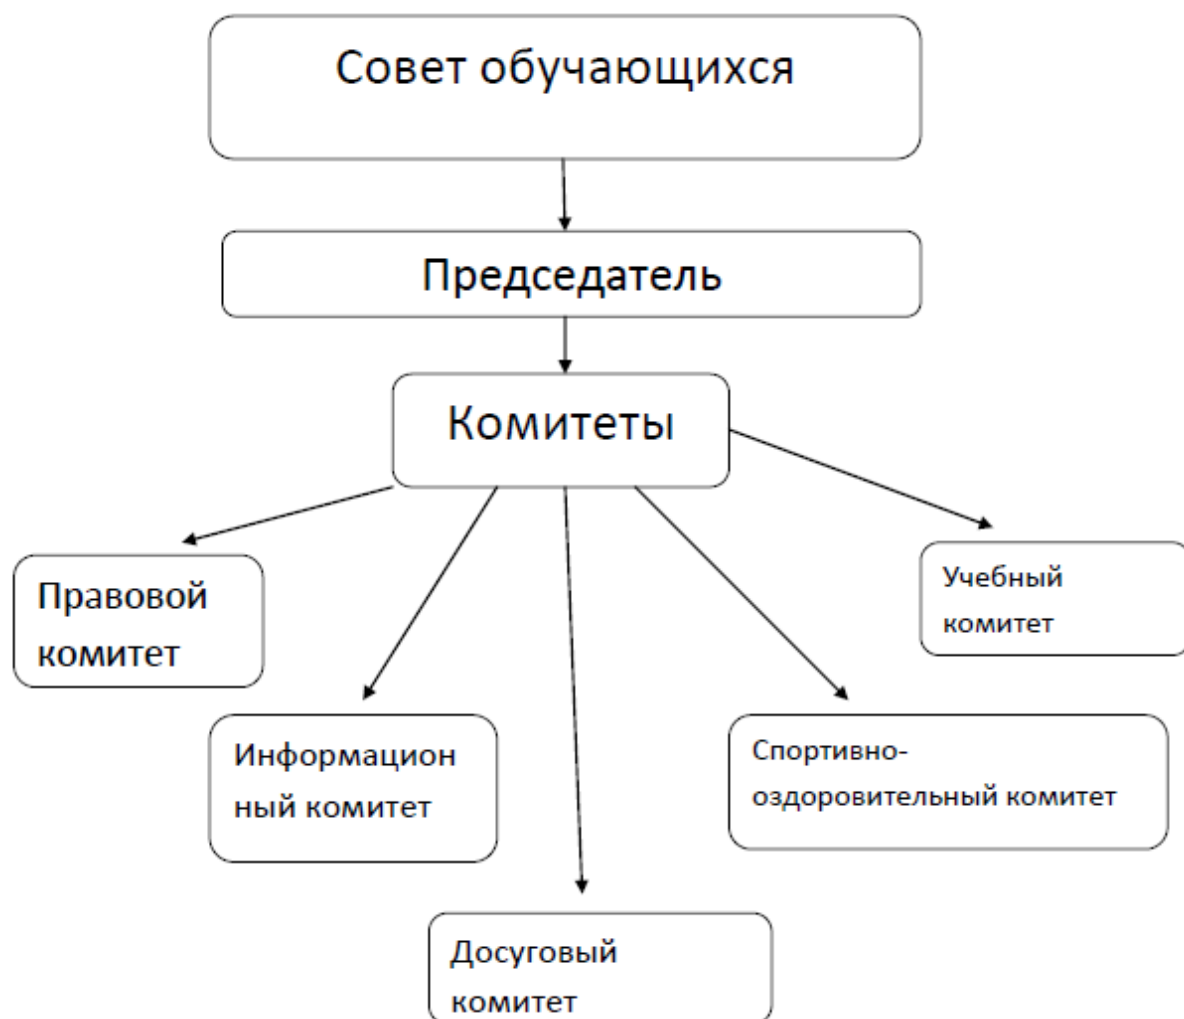 Совет обучающихся
Председатель
Комитеты
Правовой
комитет
Информацион
ный комитет
Досуговый
комитет
Спортивно-
оздоровительный комитет
Учебный
комитет